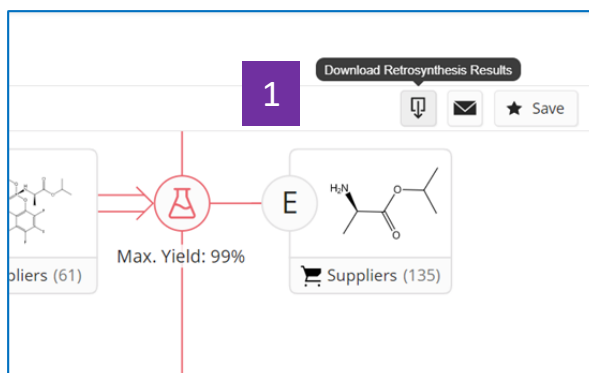 Download Retrosynthesis Results
1
Save
E
H₂N
O
O
Max. Yield: 99%
pliers (61)
Suppliers (135)